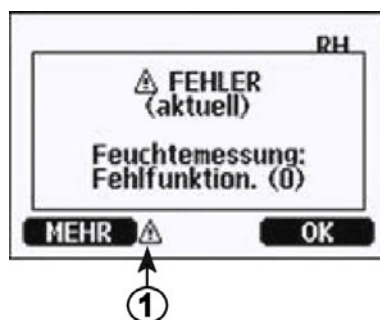 RH
⚠ FEHLER
(aktuell)
Feuchtemessung:
Fehlfunktion. (0)
MEHR ⚠ OK
1